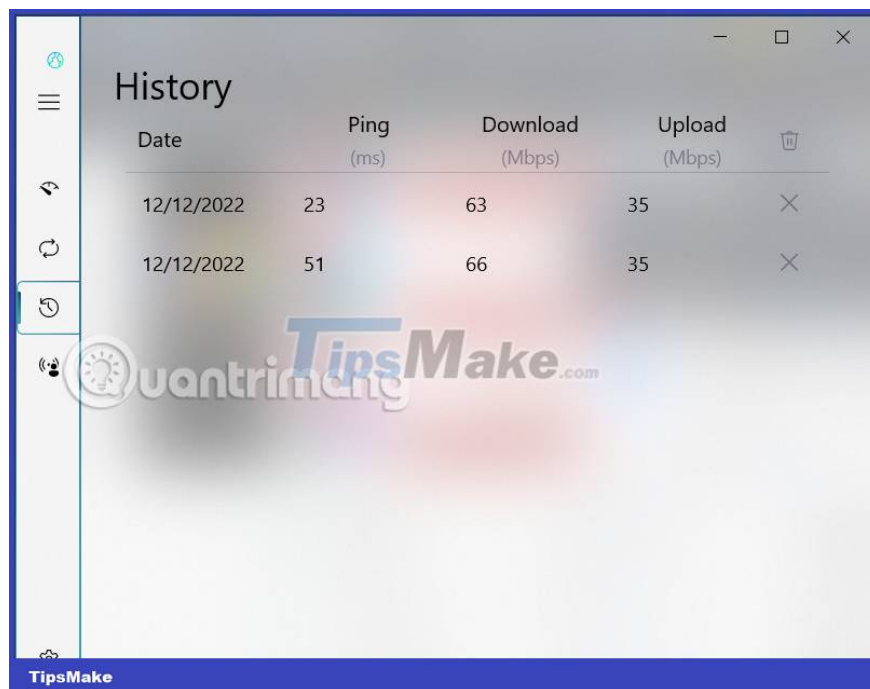 History
Date Ping Download Upload
(ms) (Mbps) (Mbps)
12/12/2022 23 63 35
12/12/2022 51 66 35
Quantrimang
TipsMake.com
TipsMake